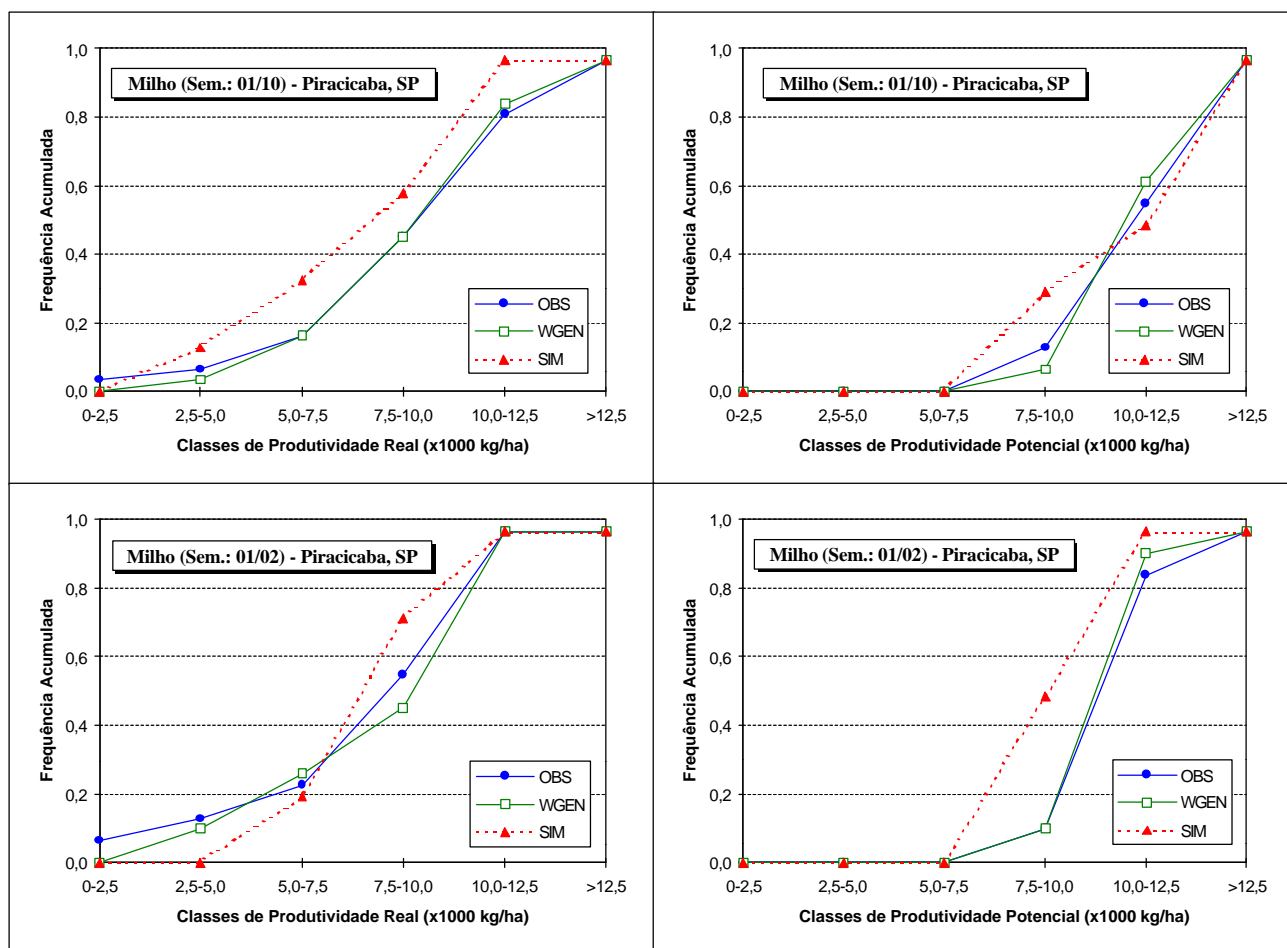 1,0
Milho (Sem.: 01/10) - Piracicaba, SP
0,8
0,6
0,4
0,2
0,0
Frequência Acumulada
OBS
WGEN
SIM
0-2,5 2,5-5,0 5,0-7,5 7,5-10,0 10,0-12,5 >12,5
Classes de Produtividade Real (x1000 kg/ha)
1,0
Milho (Sem.: 01/10) - Piracicaba, SP
0,8
0,6
0,4
0,2
0,0
Frequência Acumulada
OBS
WGEN
SIM
0-2,5 2,5-5,0 5,0-7,5 7,5-10,0 10,0-12,5 >12,5
Classes de Produtividade Potencial (x1000 kg/ha)
1,0
Milho (Sem.: 01/02) - Piracicaba, SP
0,8
0,6
0,4
0,2
0,0
Frequência Acumulada
OBS
WGEN
SIM
0-2,5 2,5-5,0 5,0-7,5 7,5-10,0 10,0-12,5 >12,5
Classes de Produtividade Real (x1000 kg/ha)
1,0
Milho (Sem.: 01/02) - Piracicaba, SP
0,8
0,6
0,4
0,2
0,0
Frequência Acumulada
OBS
WGEN
SIM
0-2,5 2,5-5,0 5,0-7,5 7,5-10,0 10,0-12,5 >12,5
Classes de Produtividade Potencial (x1000 kg/ha)